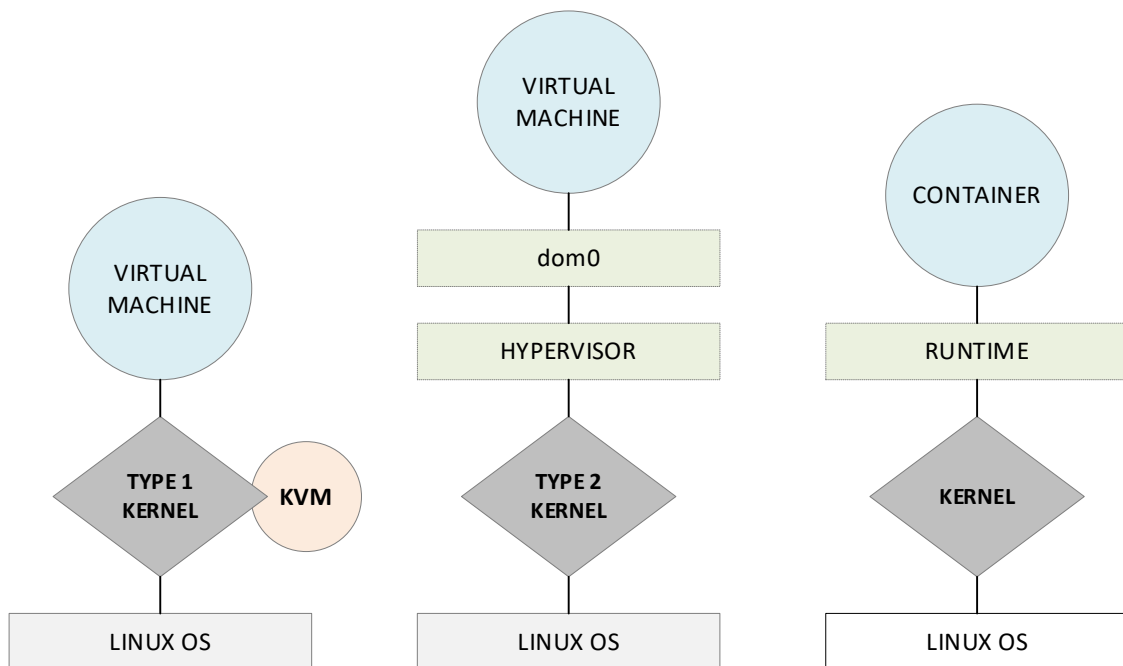 VIRTUAL
MACHINE
TYPE 1
KERNEL
KVM
LINUX OS
VIRTUAL
MACHINE
dom0
HYPERVISOR
TYPE 2
KERNEL
LINUX OS
CONTAINER
RUNTIME
KERNEL
LINUX OS